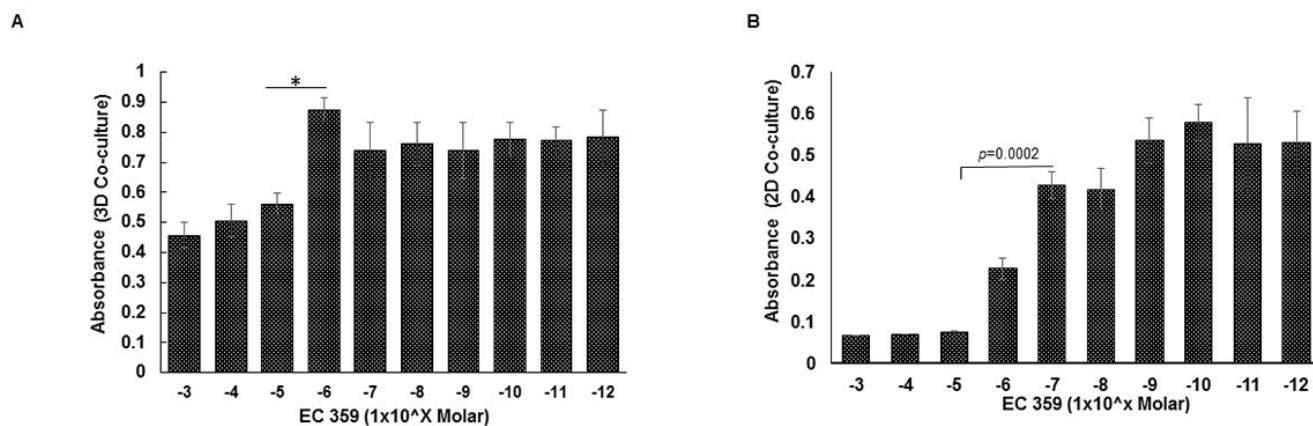 A
Absorbance (3D Co-culture)
1
0.9
0.8
0.7
0.6
0.5
0.4
0.3
0.2
0.1
0
*
-3 -4 -5 -6 -7 -8 -9 -10 -11 -12
EC 359 (1x10^X Molar)
B
Absorbance (2D Co-culture)
0.7
0.6
0.5
0.4
0.3
0.2
0.1
0
p=0.0002
-3 -4 -5 -6 -7 -8 -9 -10 -11 -12
EC 359 (1x10^x Molar)